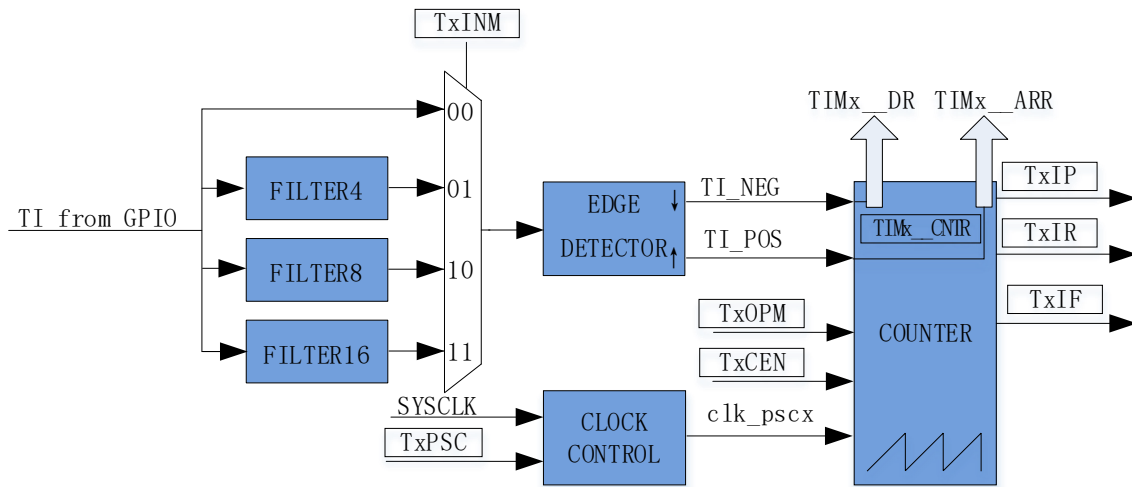 TxINM
TIMx__DR
TIMx__ARR
00
FILTER4
01
TI from GPIO
FILTER8
10
FILTER16
11
EDGE
DETECTOR
TI_NEG
TI_POS
TIMx__CNTR
TxIP
TxIR
TxIF
TxOPM
TxCEN
COUNTER
SYSCLK
TxPSC
CLOCK
CONTROL
clk_pscx